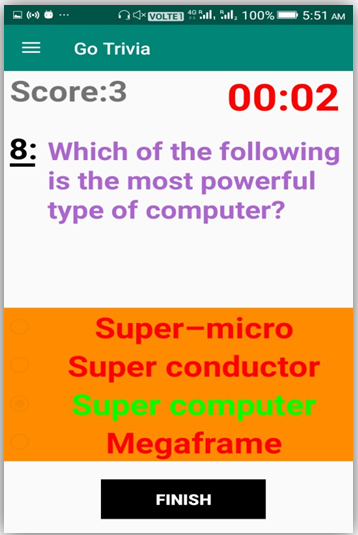 VOLTE1 4G R R 2 100% 5:51 AM
Go Trivia
Score:3
00:02
8: Which of the following
is the most powerful
type of computer?
Super–micro
Super conductor
Super computer
Megaframe
FINISH